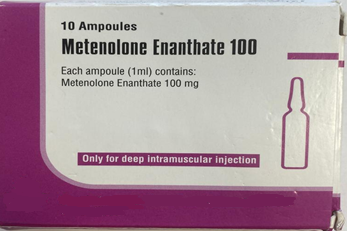 10 Ampoules
Metenolone Enanthate 100
Each ampoule (1ml) contains:
Metenolone Enanthate 100 mg
Only for deep intramuscular injection